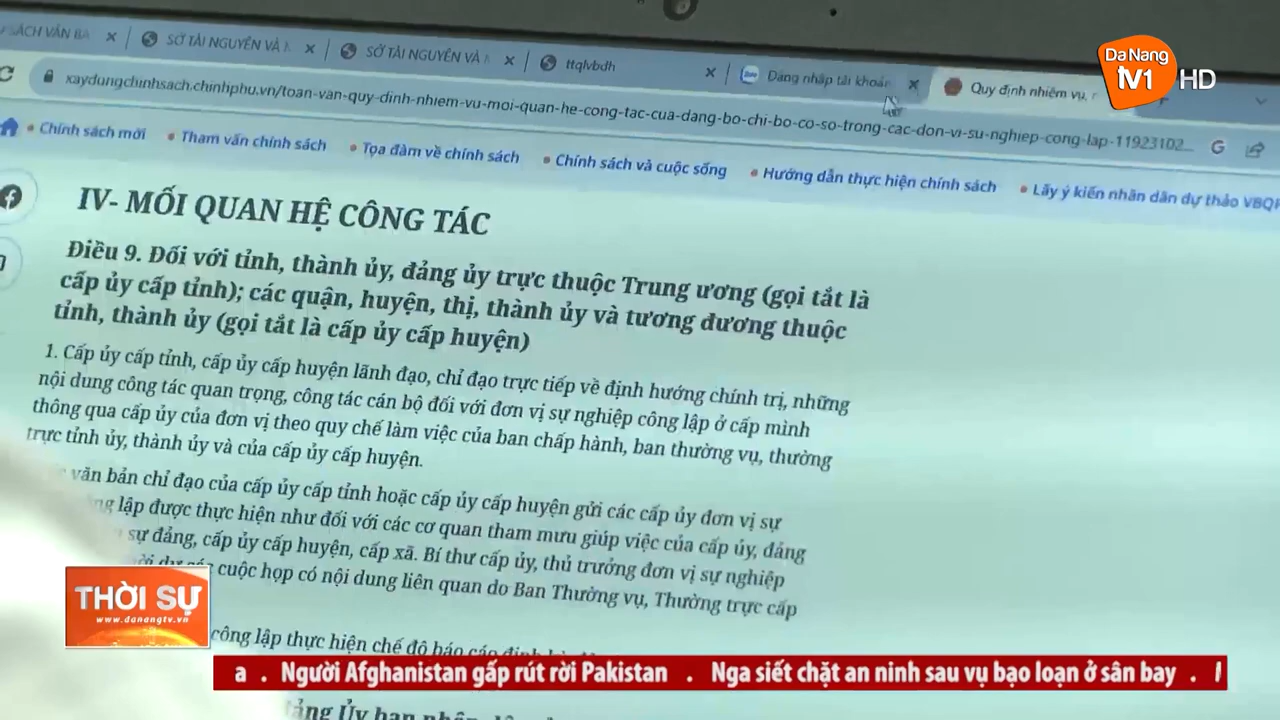 SÁCH VĂN BẢ
SỞ TÀI NGUYÊN VÀ
SỞ TÀI NGUYÊN VÀ
ttqlvbdh
Đăng nhập tài khoản
Quy định nhiệm vụ,
DaNang
TV1 HD
xaydungchinhsach.chinhphu.vn/toan-van-quy-dinh-nhiem-vu-moi-quan-he-cong-tac-cua-dang-bo-chi-bo-co-so-trong-cac-don-vi-su-nghiep-cong-lap-11923102...
Chính sách mới
Tham vấn chính sách
Tọa đàm về chính sách
Chính sách và cuộc sống
Hướng dẫn thực hiện chính sách
Lấy ý kiến nhân dân dự thảo VBQP
IV- MỐI QUAN HỆ CÔNG TÁC
Điều 9. Đối với tỉnh, thành ủy, đảng ủy trực thuộc Trung ương (gọi tắt là
cấp ủy cấp tỉnh); các quận, huyện, thị, thành ủy và tương đương thuộc
tỉnh, thành ủy (gọi tắt là cấp ủy cấp huyện)
1. Cấp ủy cấp tỉnh, cấp ủy cấp huyện lãnh đạo, chỉ đạo trực tiếp về định hướng chính trị, những
nội dung công tác quan trọng, công tác cán bộ đối với đơn vị sự nghiệp công lập ở cấp mình
thông qua cấp ủy của đơn vị theo quy chế làm việc của ban chấp hành, ban thường vụ, thường
trực tỉnh ủy, thành ủy và của cấp ủy cấp huyện.
văn bản chỉ đạo của cấp ủy cấp tỉnh hoặc cấp ủy cấp huyện gửi các cấp ủy đơn vị sự
lập được thực hiện như đối với các cơ quan tham mưu giúp việc của cấp ủy, đảng
sự đảng, cấp ủy cấp huyện, cấp xã. Bí thư cấp ủy, thủ trưởng đơn vị sự nghiệp
dự các cuộc họp có nội dung liên quan do Ban Thường vụ, Thường trực cấp
công lập thực hiện chế độ báo cáo định
THỜI SỰ
www.danangtv.vn
a . Người Afghanistan gấp rút rời Pakistan . Nga siết chặt an ninh sau vụ bạo loạn ở sân bay .